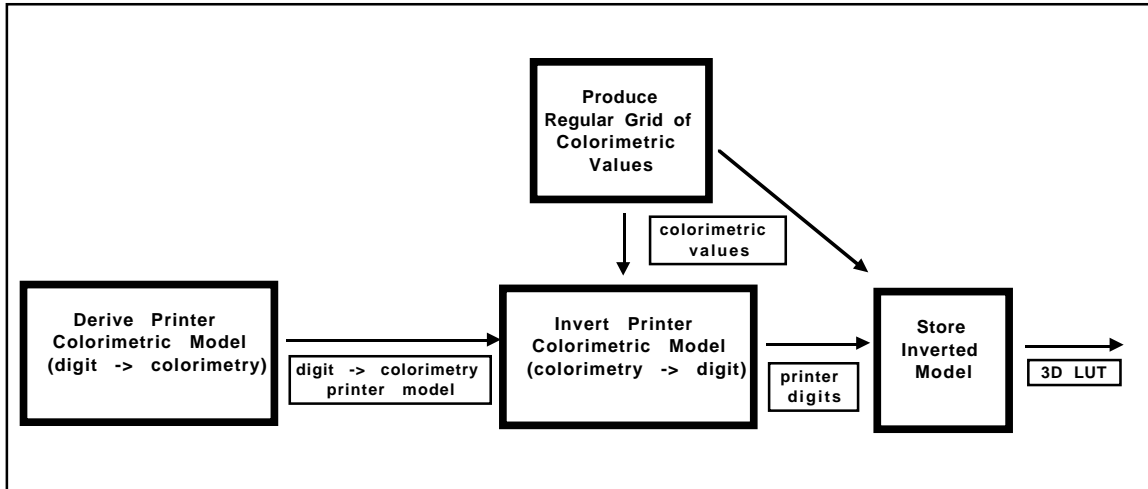 Produce
Regular Grid of
Colorimetric
Values
colorimetric
values
Derive Printer
Colorimetric Model
(digit -> colorimetry)
digit -> colorimetry
printer model
Invert Printer
Colorimetric Model
(colorimetry -> digit)
printer
digits
Store
Inverted
Model
3D LUT